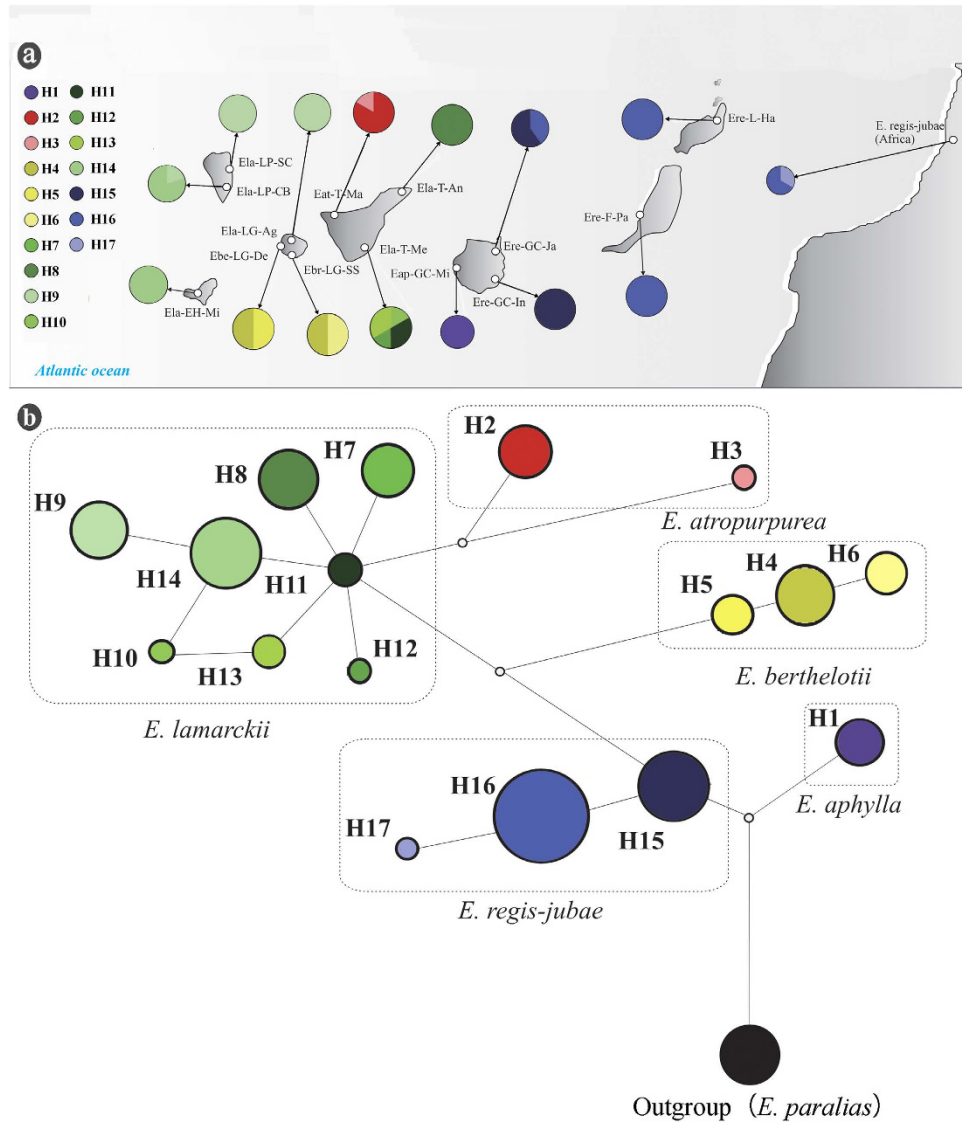 a
H1 H11
H2 H12
H3 H13
H4 H14
H5 H15
H6 H16
H7 H17
H8
H9
H10
Ela-LP-SC
Ela-LP-CB
Ela-EH-Mi
Ela-LG-Ag
Ebe-LG-De
Ebr-LG-SS
Eat-T-Ma
Ela-T-An
Ela-T-Me
Ere-GC-Ja
Eap-GC-Mi
Ere-GC-In
Ere-L-Ha
Ere-F-Pa
E. regis-jubae
(Africa)
Atlantic ocean
b
H9
H14
H8
H7
H11
H10
H13
H12
E. lamarckii
H2
H3
E. atropurpurea
H5
H4
H6
E. berthelotii
H1
E. aphylla
H17
H16
H15
E. regis-jubae
Outgroup (E. paralias)